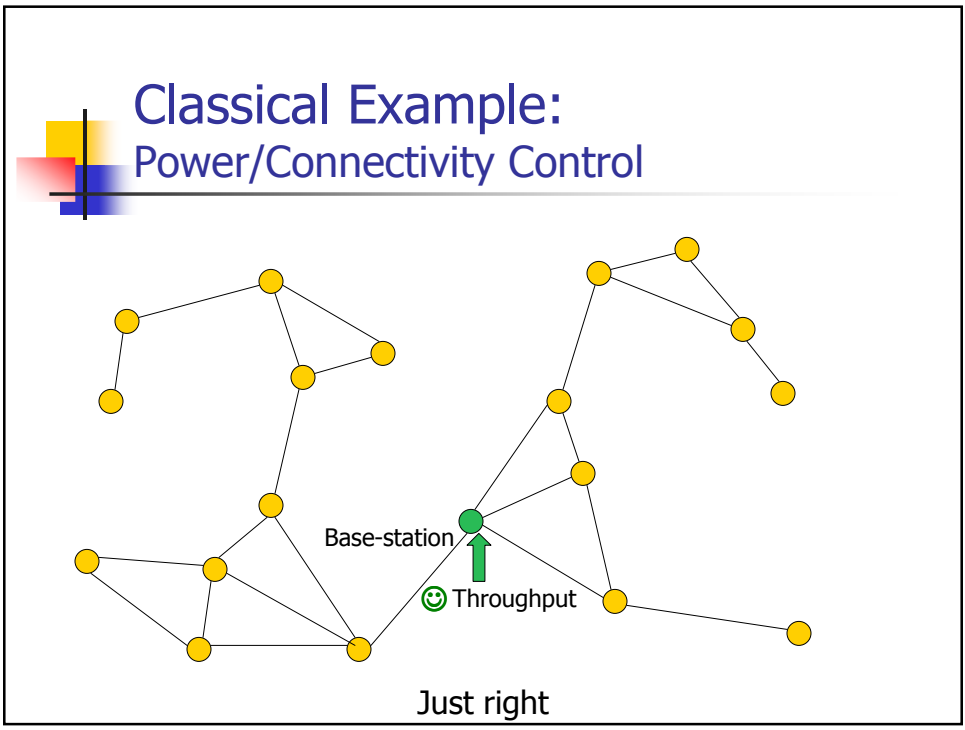 Classical Example:
Power/Connectivity Control
Base-station
Throughput
Just right